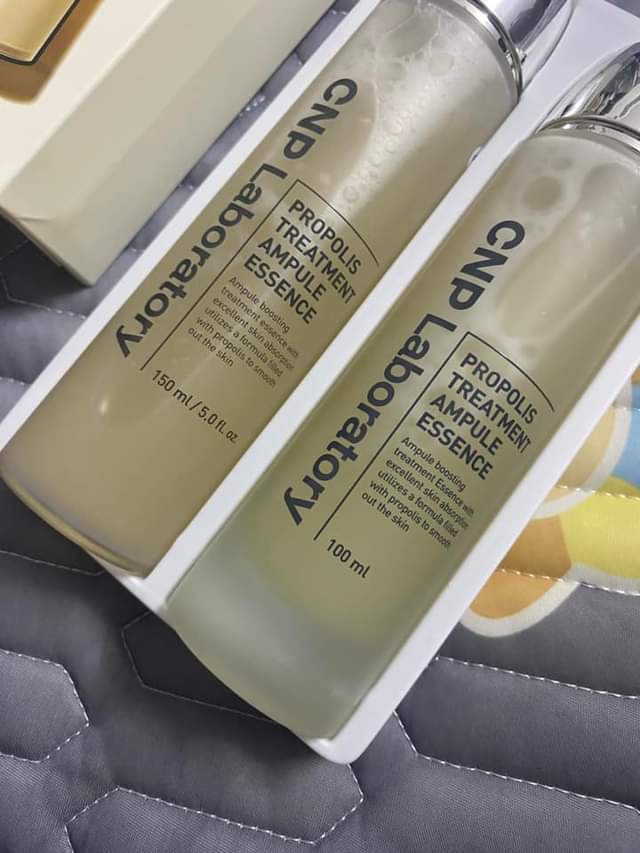 CNP Laboratory
PROPOLIS
TREATMENT
AMPULE
ESSENCE
Ampule boosting
treatment essence with
excellent skin absorption
utilizes a formula filled
with propolis to smooth
out the skin
150 ml / 5.0 fl. oz.
CNP Laboratory
PROPOLIS
TREATMENT
AMPULE
ESSENCE
Ampule boosting
treatment Essence with
excellent skin absorption
utilizes a formula filled
with propolis to smooth
out the skin
100 ml